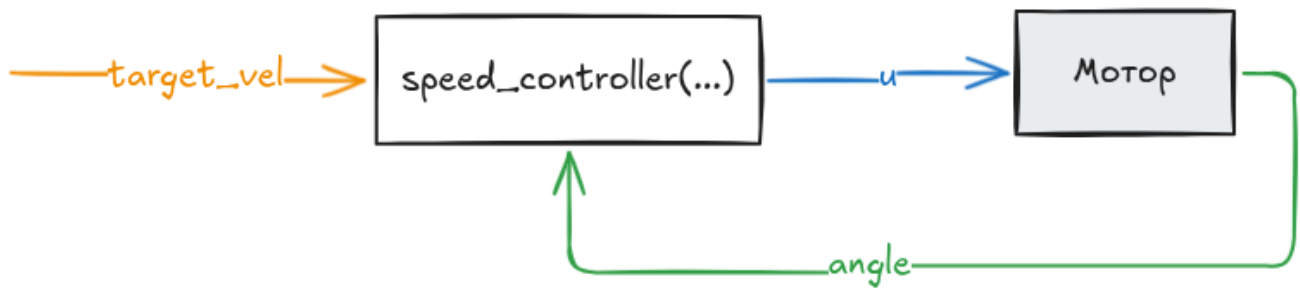 target_vel
speed_controller(...)
u
Мотор
angle